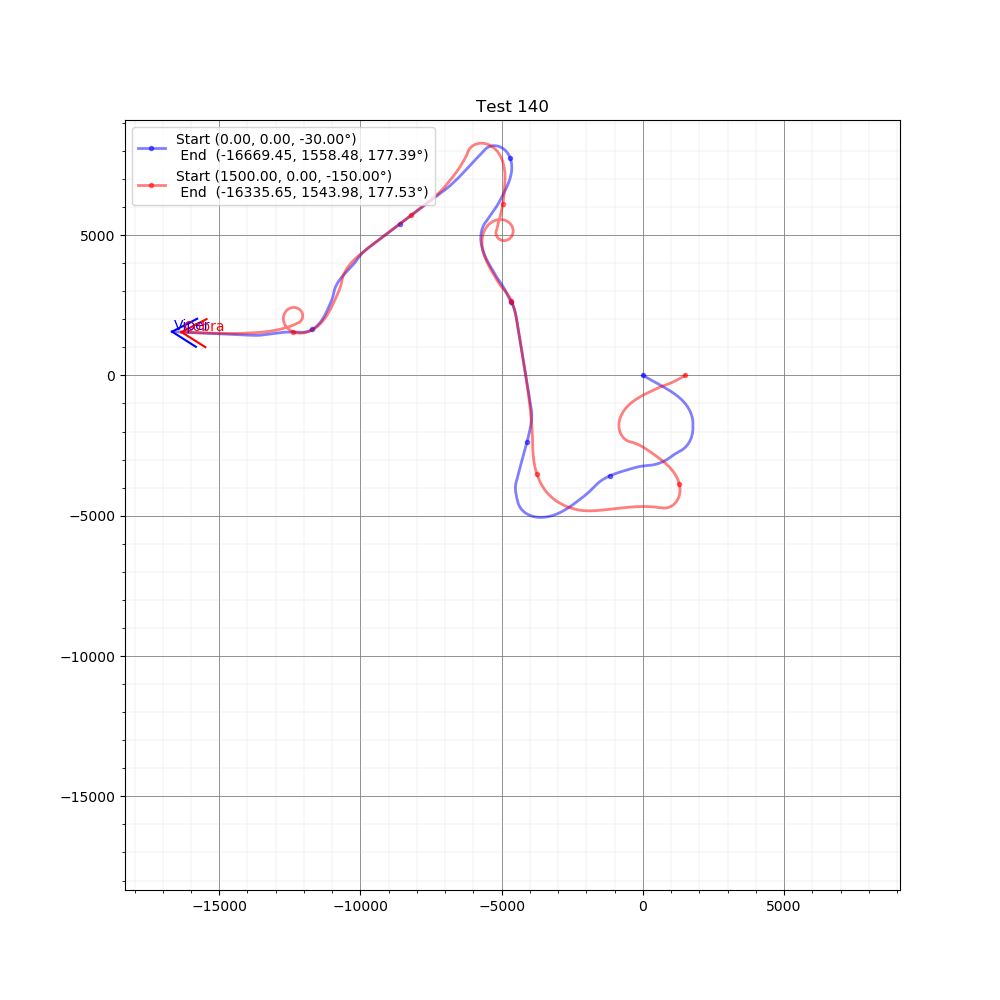 Test 140
Start (0.00, 0.00, -30.00°)
End  (-16669.45, 1558.48, 177.39°)
Start (1500.00, 0.00, -150.00°)
End  (-16335.65, 1543.98, 177.53°)
5000
0
−5000
−10000
−15000
−15000
−10000
−5000
0
5000